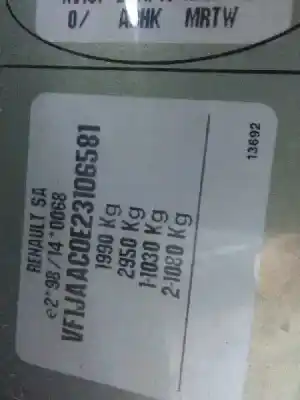 0/ A HK MRTW
RENAULT SA
e2*98/14*0068
VF1JAAC0E23106581
1990 Kg
2950 Kg
1-1030 Kg
2-1080 Kg
13692